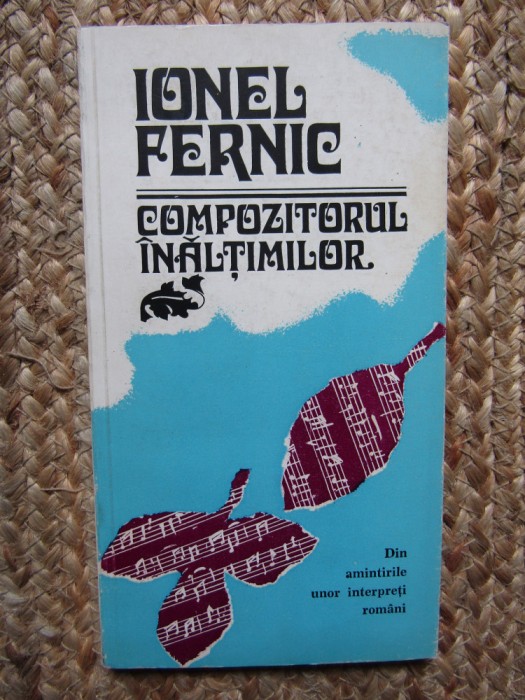 IONEL
FERNIC
COMPOZITORUL
ÎNĂLȚIMILOR
Din
amintirile
unor interpreți
români